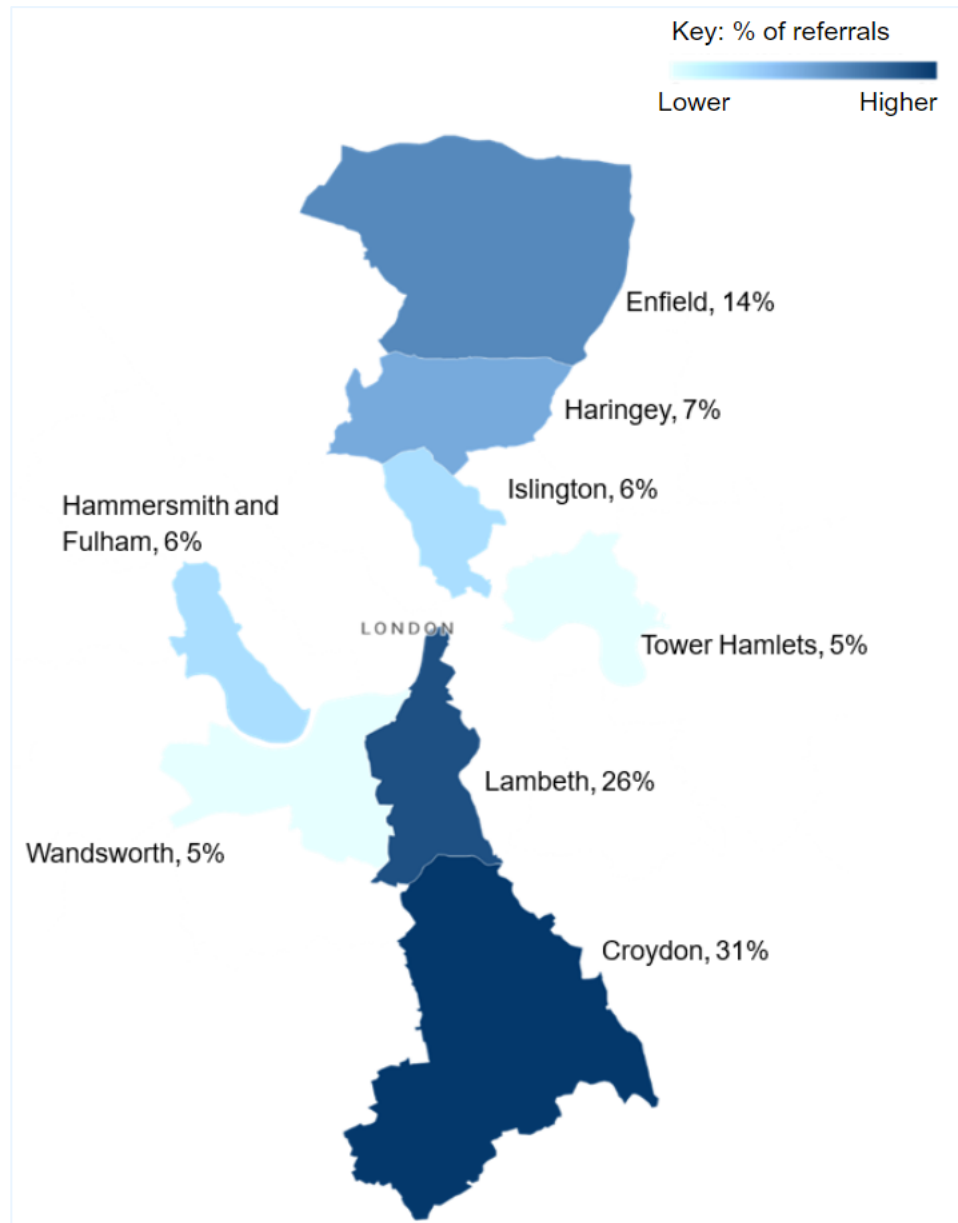 Key: % of referrals
Lower Higher
Enfield, 14%
Haringey, 7%
Islington, 6%
Hammersmith and
Fulham, 6%
LONDON
Tower Hamlets, 5%
Lambeth, 26%
Wandsworth, 5%
Croydon, 31%